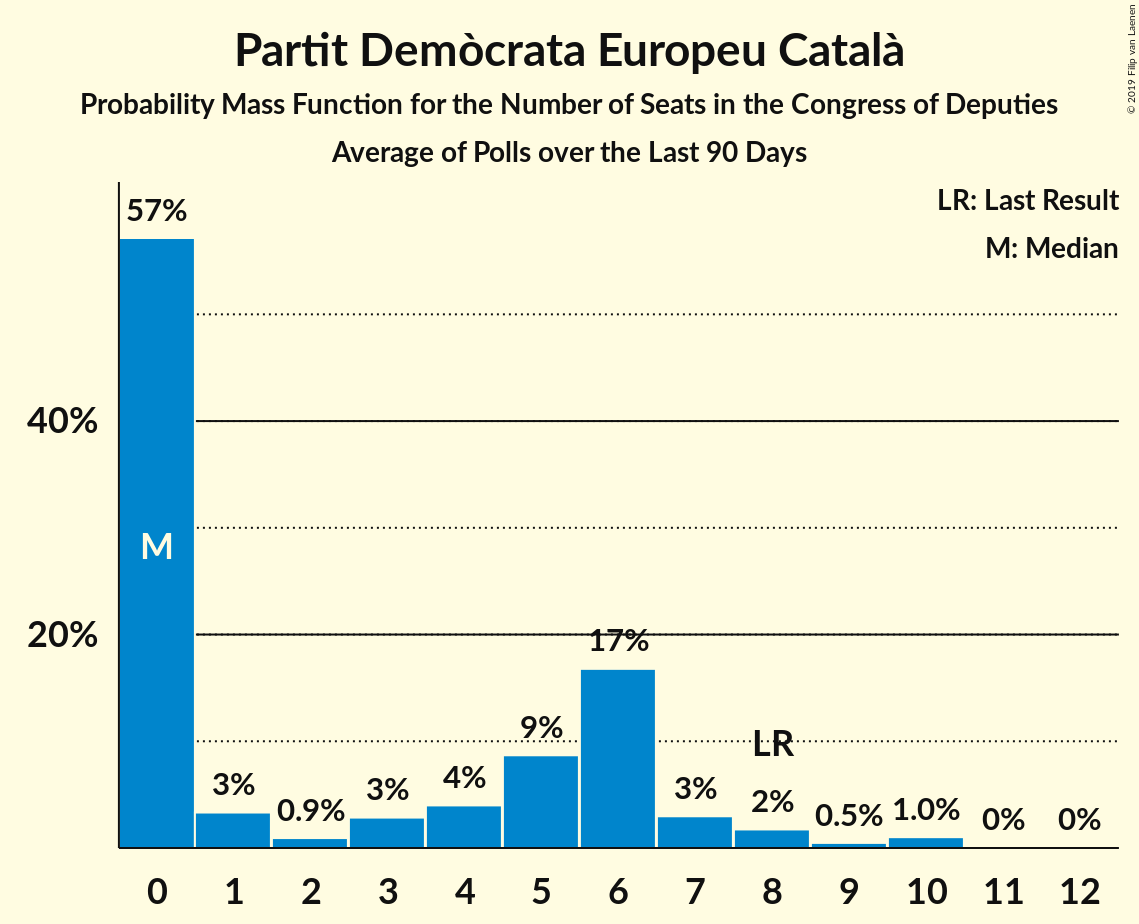 Partit Demòcrata Europeu Català
Probability Mass Function for the Number of Seats in the Congress of Deputies
Average of Polls over the Last 90 Days
© 2019 Filip van Laenen
LR: Last Result
M: Median
57%
40%
M
20%
17%
9%
LR
3%
0.9%
3%
4%
3%
2%
0.5%
1.0%
0%
0%
0 1 2 3 4 5 6 7 8 9 10 11 12